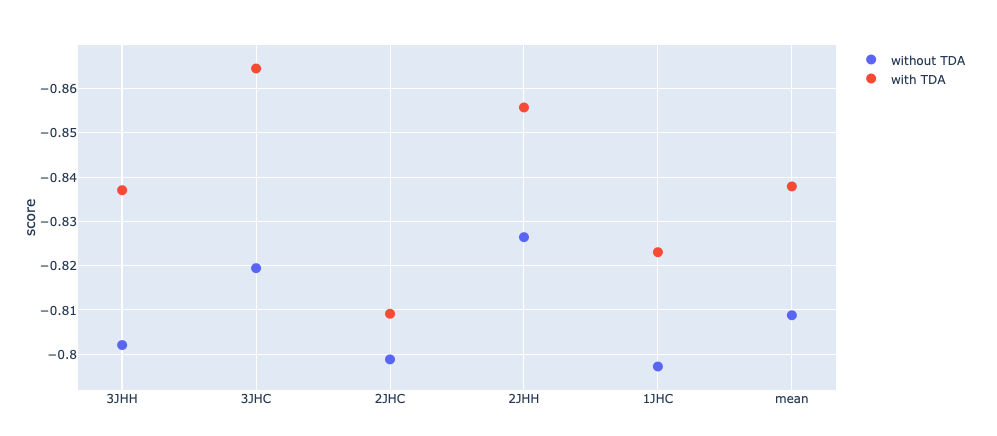 without TDA
with TDA
score
−0.86
−0.85
−0.84
−0.83
−0.82
−0.81
−0.8
3JHH 3JHC 2JHC 2JHH 1JHC mean